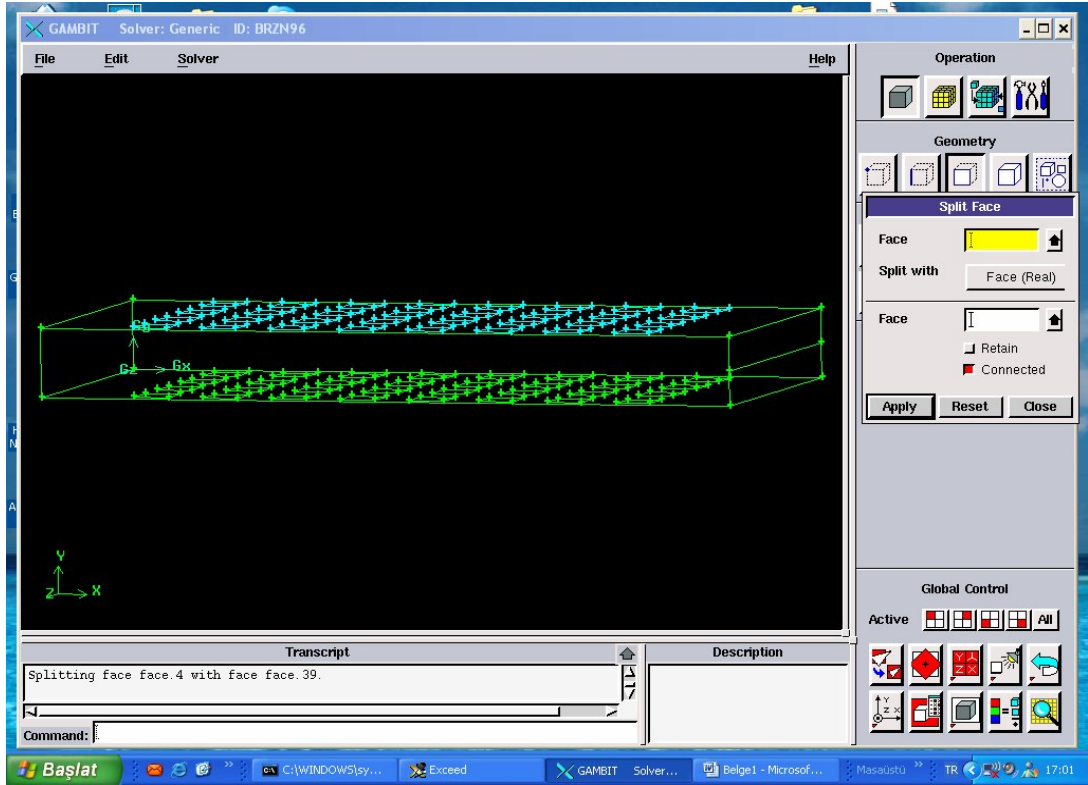 GAMBIT Solver: Generic ID: BRZN96
File Edit Solver Help
Operation
Geometry
Split Face
Face
Split with Face (Real)
Face
Retain
Connected
Apply Reset Close
Gx
Y
Z X
Global Control
Active All
Transcript Description
Splitting face face.4 with face face.39.
Command:
Başlat C:\WINDOWS\sy... Exceed GAMBIT Solver... Belge1 - Microsof... Masaüstü TR 17:01